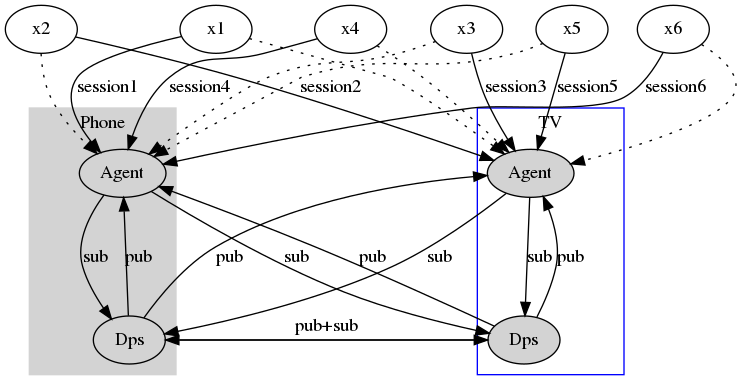 x2
x1
x4
x3
x5
x6
session1
session4
session2
session3
session5
session6
Phone
TV
Agent
Agent
sub
pub
pub
sub
pub
sub
sub
pub
pub+sub
Dps
Dps